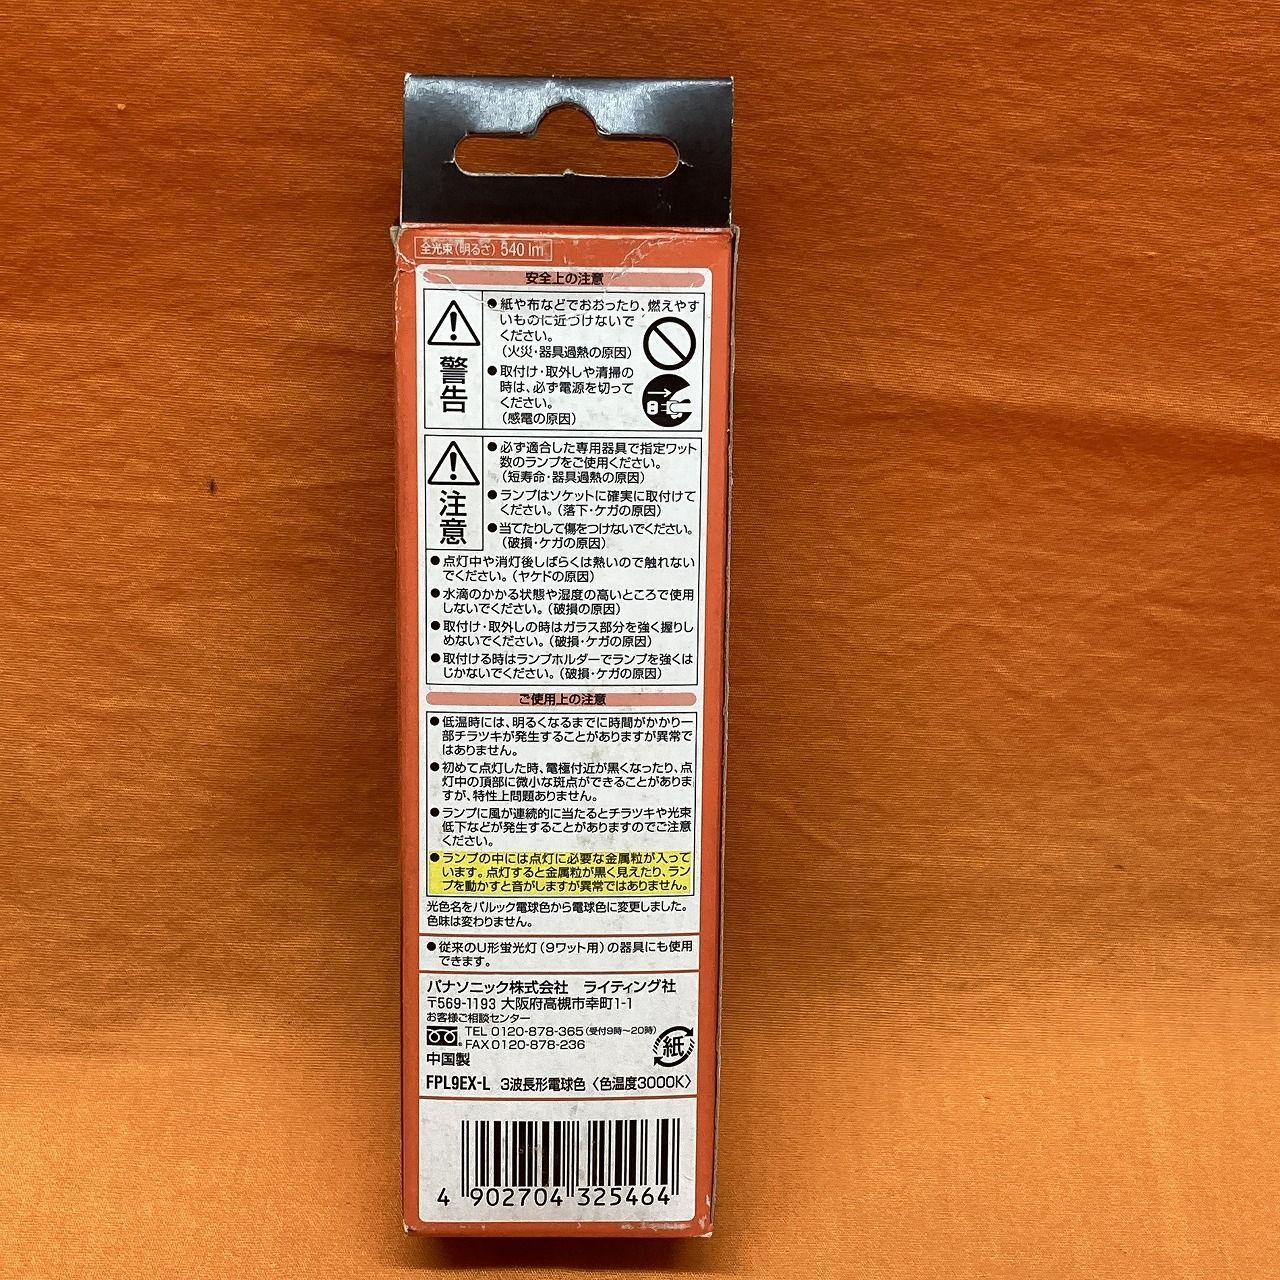 全光束(明るさ) 540 lm
安全上の注意
警告
●紙や布などでおおったり、燃えやす
いものに近づけないで
ください。
(火災・器具過熱の原因)
●取付け・取外しや清掃の
時は、必ず電源を切って
ください。
(感電の原因)
注意
●必ず適合した専用器具で指定ワット
数のランプをご使用ください。
(短寿命・器具過熱の原因)
●ランプはソケットに確実に取付けて
ください。(落下・ケガの原因)
●当てたりして傷をつけないでください。
(破損・ケガの原因)
●点灯中や消灯後しばらくは熱いので触れない
でください。(ヤケドの原因)
●水滴のかかる状態や湿度の高いところで使用
しないでください。(破損の原因)
●取付け・取外しの時はガラス部分を強く握りし
めないでください。(破損・ケガの原因)
●取付ける時はランプホルダーでランプを強くは
じかないでください。(破損・ケガの原因)
ご使用上の注意
●低温時には、明るくなるまでに時間がかかり一
部チラツキが発生することがありますが異常で
はありません。
●初めて点灯した時、電極付近が黒くなったり、点
灯中の頂部に微小な斑点ができることがありま
すが、特性上問題ありません。
●ランプに風が連続的に当たるとチラツキや光束
低下などが発生することがありますのでご注意
ください。
●ランプの中には点灯に必要な金属粒が入って
います。点灯すると金属粒が黒く見えたり、ラン
プを動かすと音がしますが異常ではありません。
光色名をパルック電球色から電球色に変更しました。
色味は変わりません。
●従来のU形蛍光灯(9ワット用)の器具にも使用
できます。
パナソニック株式会社 ライティング社
〒569-1193 大阪府高槻市幸町1-1
お客様ご相談センター
TEL 0120-878-365(受付9時〜20時)
FAX 0120-878-236
紙
中国製
FPL9EX-L 3波長形電球色〈色温度3000K〉
4 902704 325464